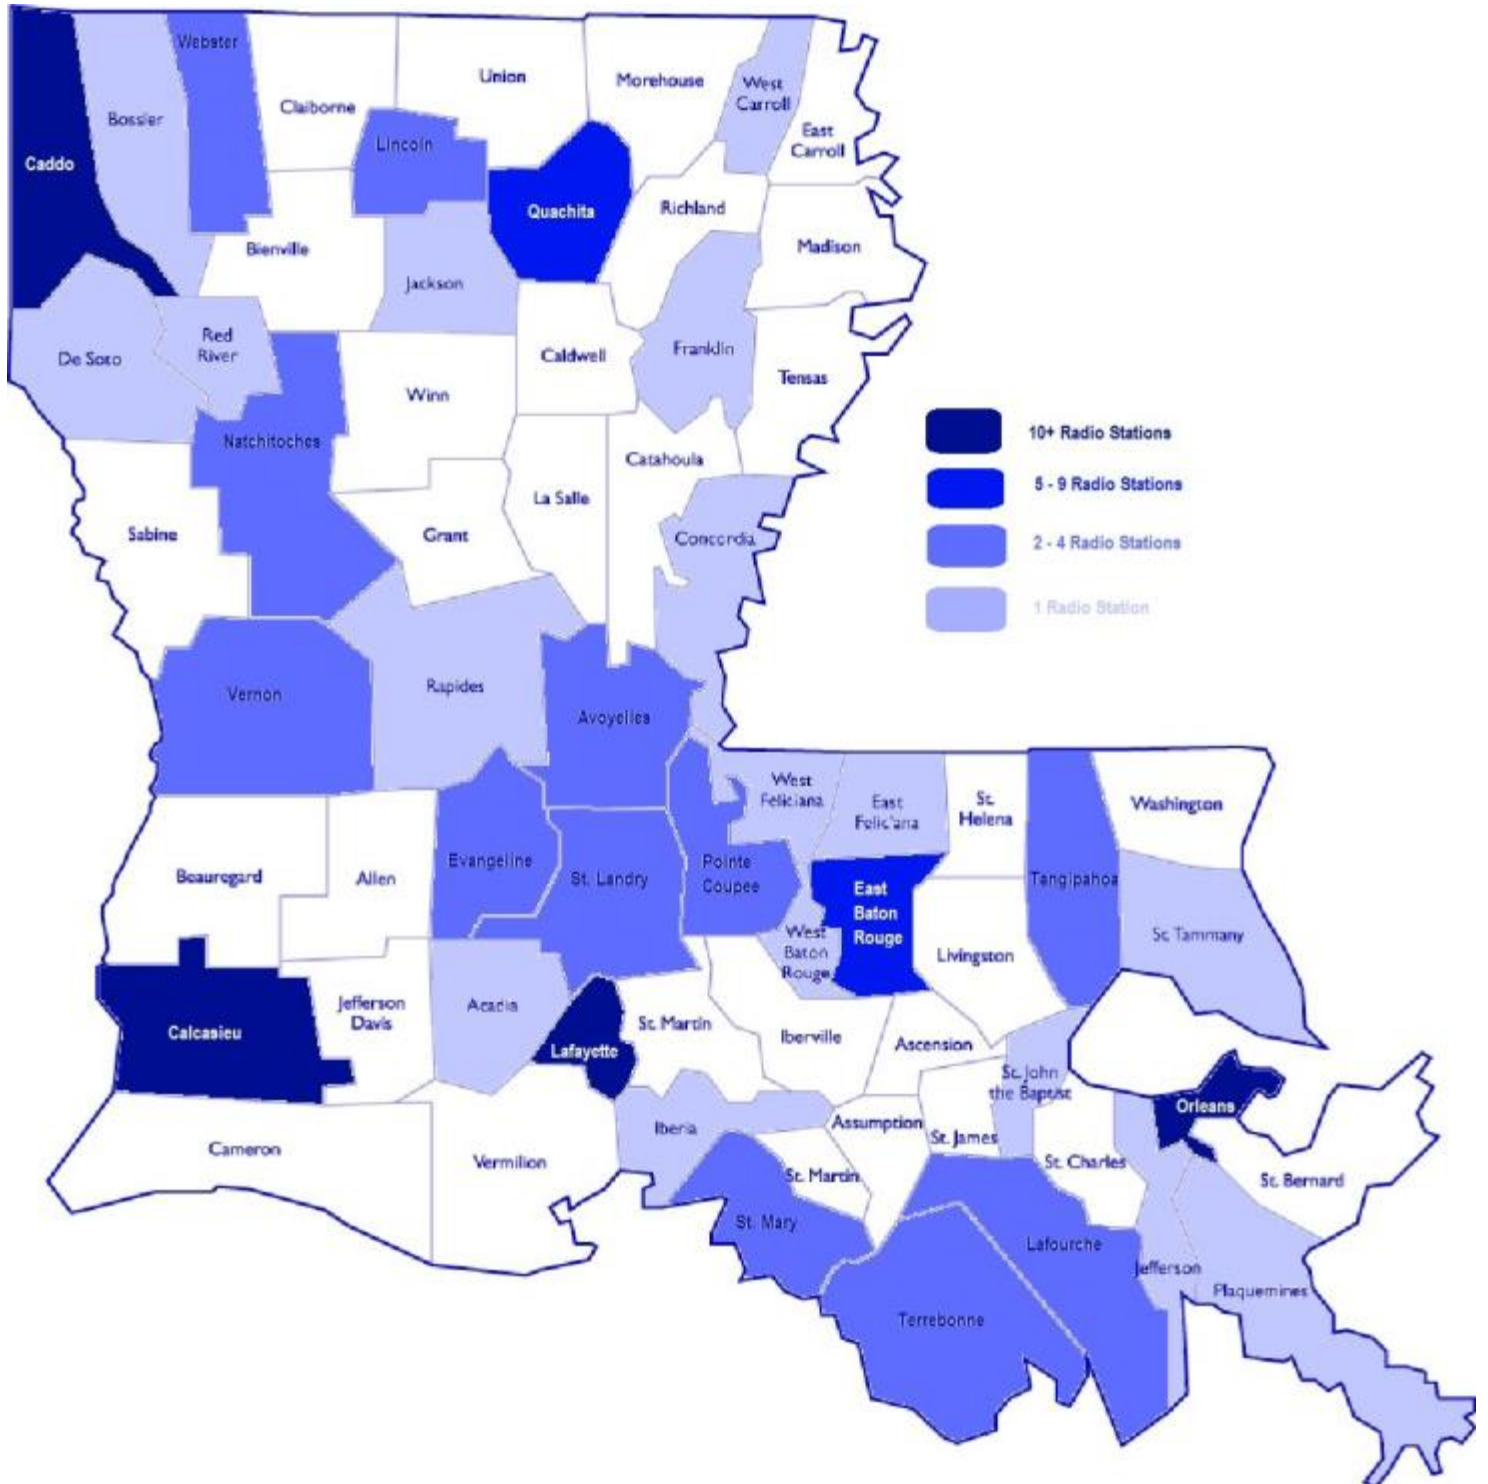 Webster
Union
Morehouse
West
Carroll
Claiborne
Bossier
Lincoln
East
Carroll
Caddo
Quachita
Richland
Madison
Bienville
Jackson
Red
River
De Soto
Caldwell
Franklin
Tensas
Winn
Natchitoches
Catahoula
La Salle
Sabine
Grant
Concordia
10+ Radio Stations
5 - 9 Radio Stations
2 - 4 Radio Stations
1 Radio Station
Vernon
Rapides
Avoyelles
West
Feliciana
East
Felic'ana
St.
Helena
Washington
Beauregard
Allen
Evangeline
St. Landry
Pointe
Coupee
East
Baton
Rouge
Tangipahoa
West
Baton
Rouge
Livingston
St. Tammany
Calcasieu
Jefferson
Davis
Acadia
Lafayette
St. Martin
Iberville
Ascension
St. John
the Baptist
Orleans
Cameron
Vermilion
Iberia
Assumption
St. James
St. Martin
St. Charles
St. Bernard
St. Mary
Lafourche
Jefferson
Plaquemines
Terrebonne